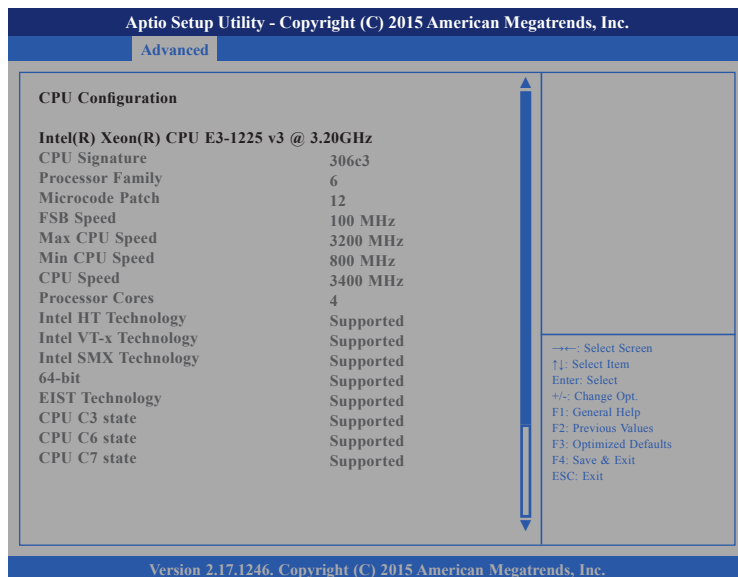 Aptio Setup Utility - Copyright (C) 2015 American Megatrends, Inc.
Advanced
CPU Configuration
Intel(R) Xeon(R) CPU E3-1225 v3 @ 3.20GHz
CPU Signature 306c3
Processor Family 6
Microcode Patch 12
FSB Speed 100 MHz
Max CPU Speed 3200 MHz
Min CPU Speed 800 MHz
CPU Speed 3400 MHz
Processor Cores 4
Intel HT Technology Supported
Intel VT-x Technology Supported
Intel SMX Technology Supported
64-bit Supported
EIST Technology Supported
CPU C3 state Supported
CPU C6 state Supported
CPU C7 state Supported
→←: Select Screen
↑↓: Select Item
Enter: Select
+/-: Change Opt.
F1: General Help
F2: Previous Values
F3: Optimized Defaults
F4: Save & Exit
ESC: Exit
Version 2.17.1246. Copyright (C) 2015 American Megatrends, Inc.